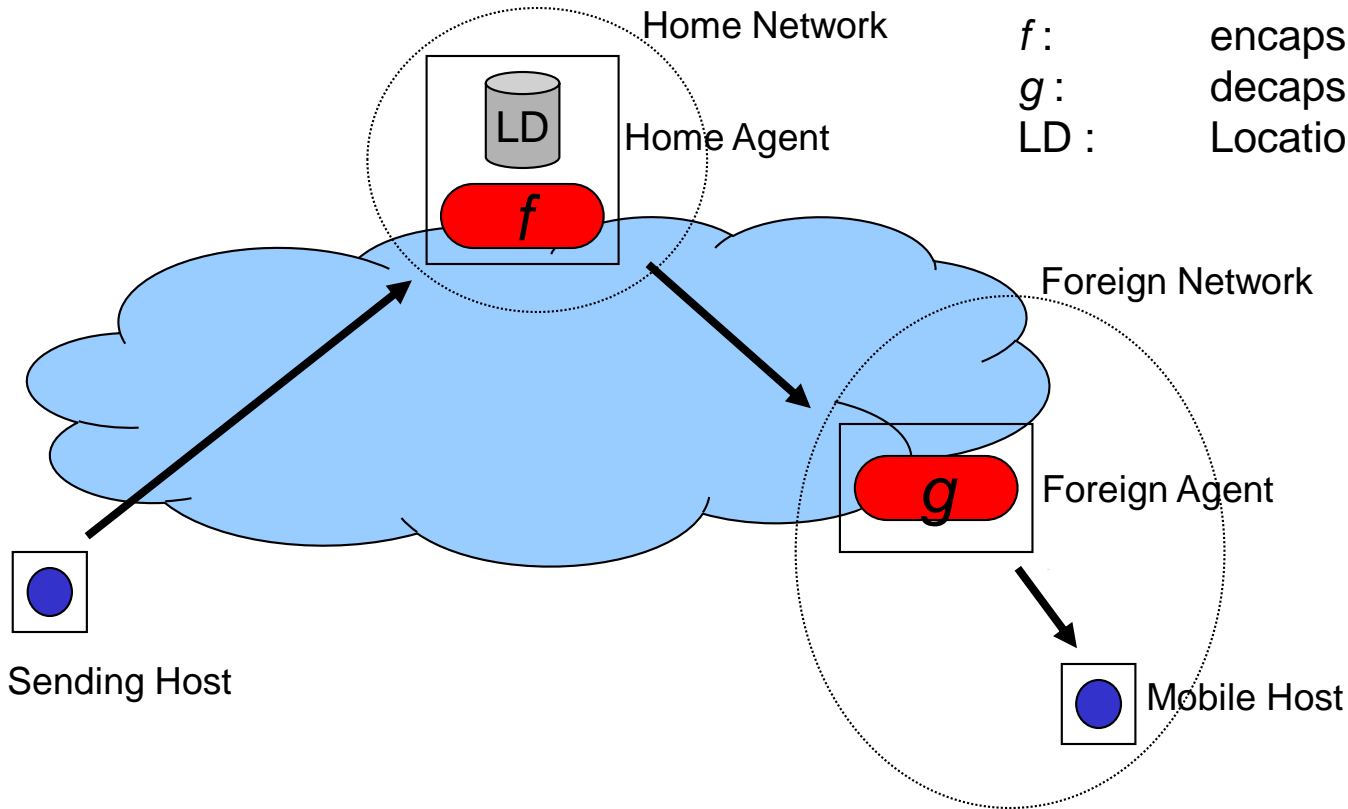 Home Network
f : encaps
g : decaps
LD : Locatio
LD
Home Agent
f
Foreign Network
g
Foreign Agent
Sending Host
Mobile Host